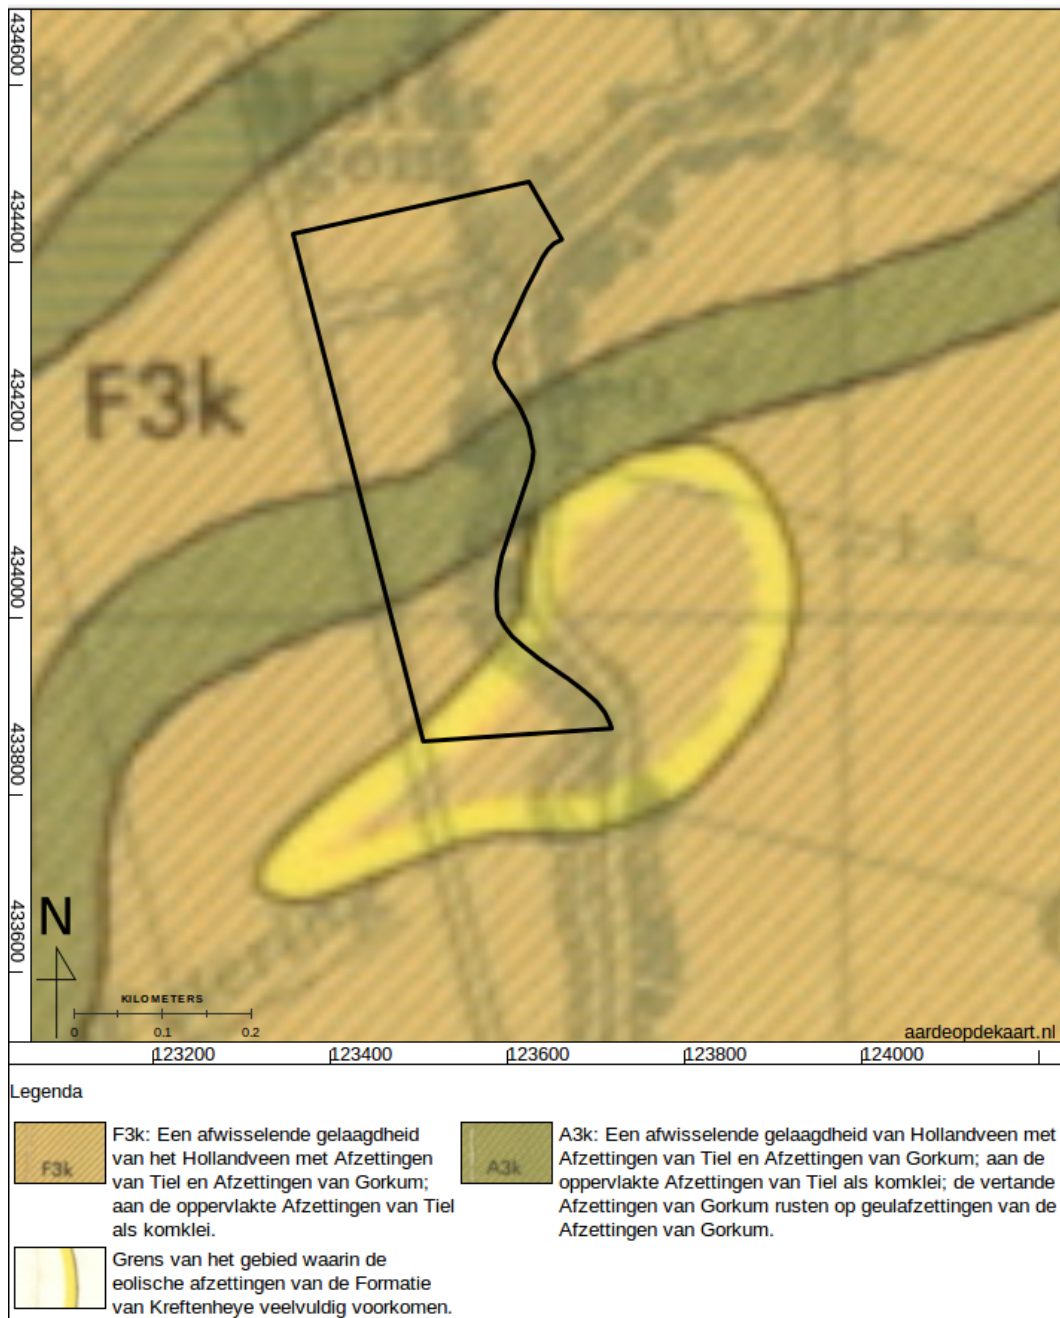 434600
434400
434200
434000
433800
433600
F3k
N
KILOMETERS
0 0.1 0.2
aardeopdekaart.nl
123200 123400 123600 123800 124000
Legenda
F3k
F3k: Een afwisselende gelaagdheid
van het Hollandveen met Afzettingen
van Tiel en Afzettingen van Gorkum;
aan de oppervlakte Afzettingen van Tiel
als komklei.
A3k
A3k: Een afwisselende gelaagdheid van Hollandveen met
Afzettingen van Tiel en Afzettingen van Gorkum; aan de
oppervlakte Afzettingen van Tiel als komklei; de vertande
Afzettingen van Gorkum rusten op geulafzettingen van de
Afzettingen van Gorkum.
Grens van het gebied waarin de
eolische afzettingen van de Formatie
van Kreftenheye veelvuldig voorkomen.